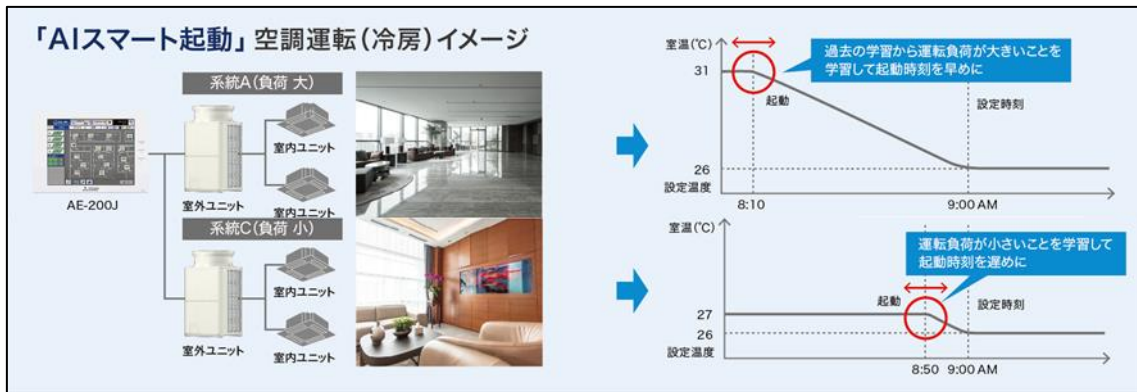 「AIスマート起動」空調運転(冷房)イメージ
系統A(負荷 大)
室内ユニット
室内ユニット
AE-200J
室外ユニット
系統C(負荷 小)
室内ユニット
室内ユニット
室外ユニット
室温(℃)
過去の学習から運転負荷が大きいことを
学習して起動時刻を早めに
31
起動
設定時刻
26
設定温度
8:10
9:00 AM
室温(℃)
運転負荷が小さいことを学習して
起動時刻を遅めに
起動
設定時刻
27
26
設定温度
8:50
9:00 AM